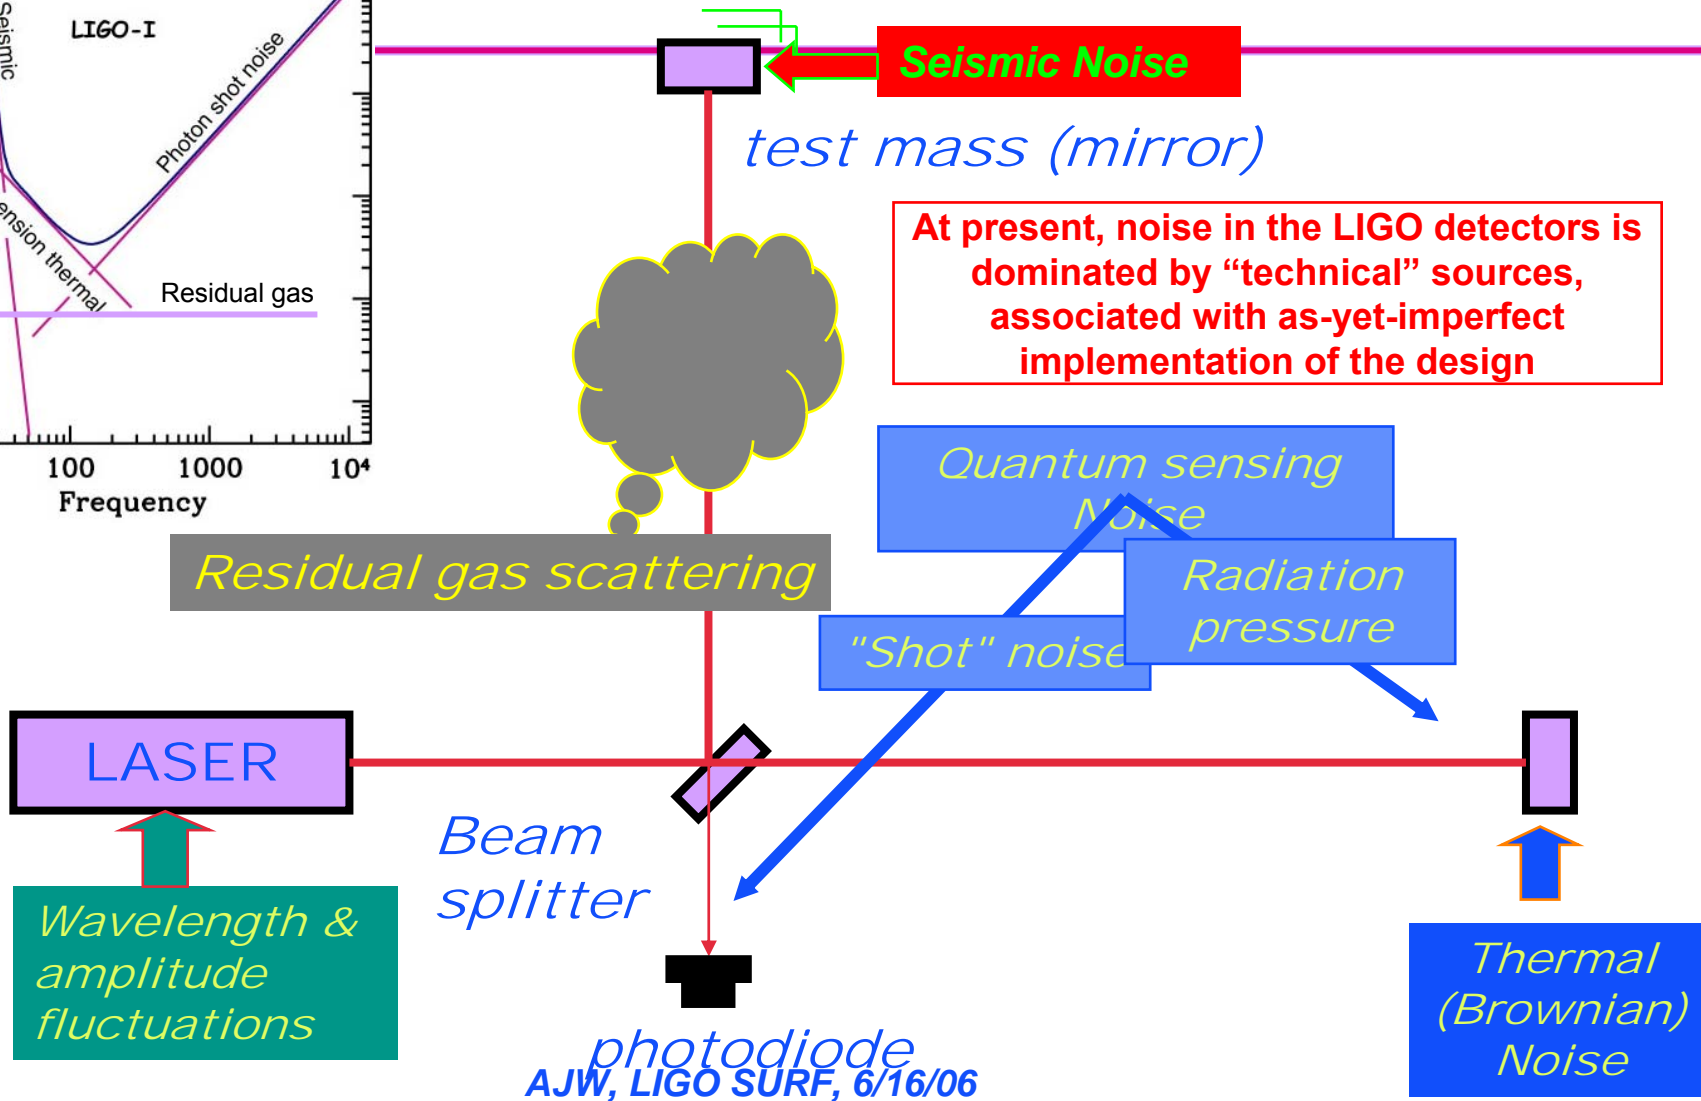 LIGO-I
Seismic
Photon shot noise
thermal
Residual gas
100 1000 10⁴
Frequency
Seismic Noise
test mass (mirror)
At present, noise in the LIGO detectors is
dominated by “technical” sources,
associated with as-yet-imperfect
implementation of the design
Quantum sensing
Noise
Residual gas scattering
Radiation
pressure
"Shot" noise
LASER
Beam
splitter
Wavelength &
amplitude
fluctuations
Thermal
(Brownian)
Noise
photodiode
AJW, LIGO SURF, 6/16/06